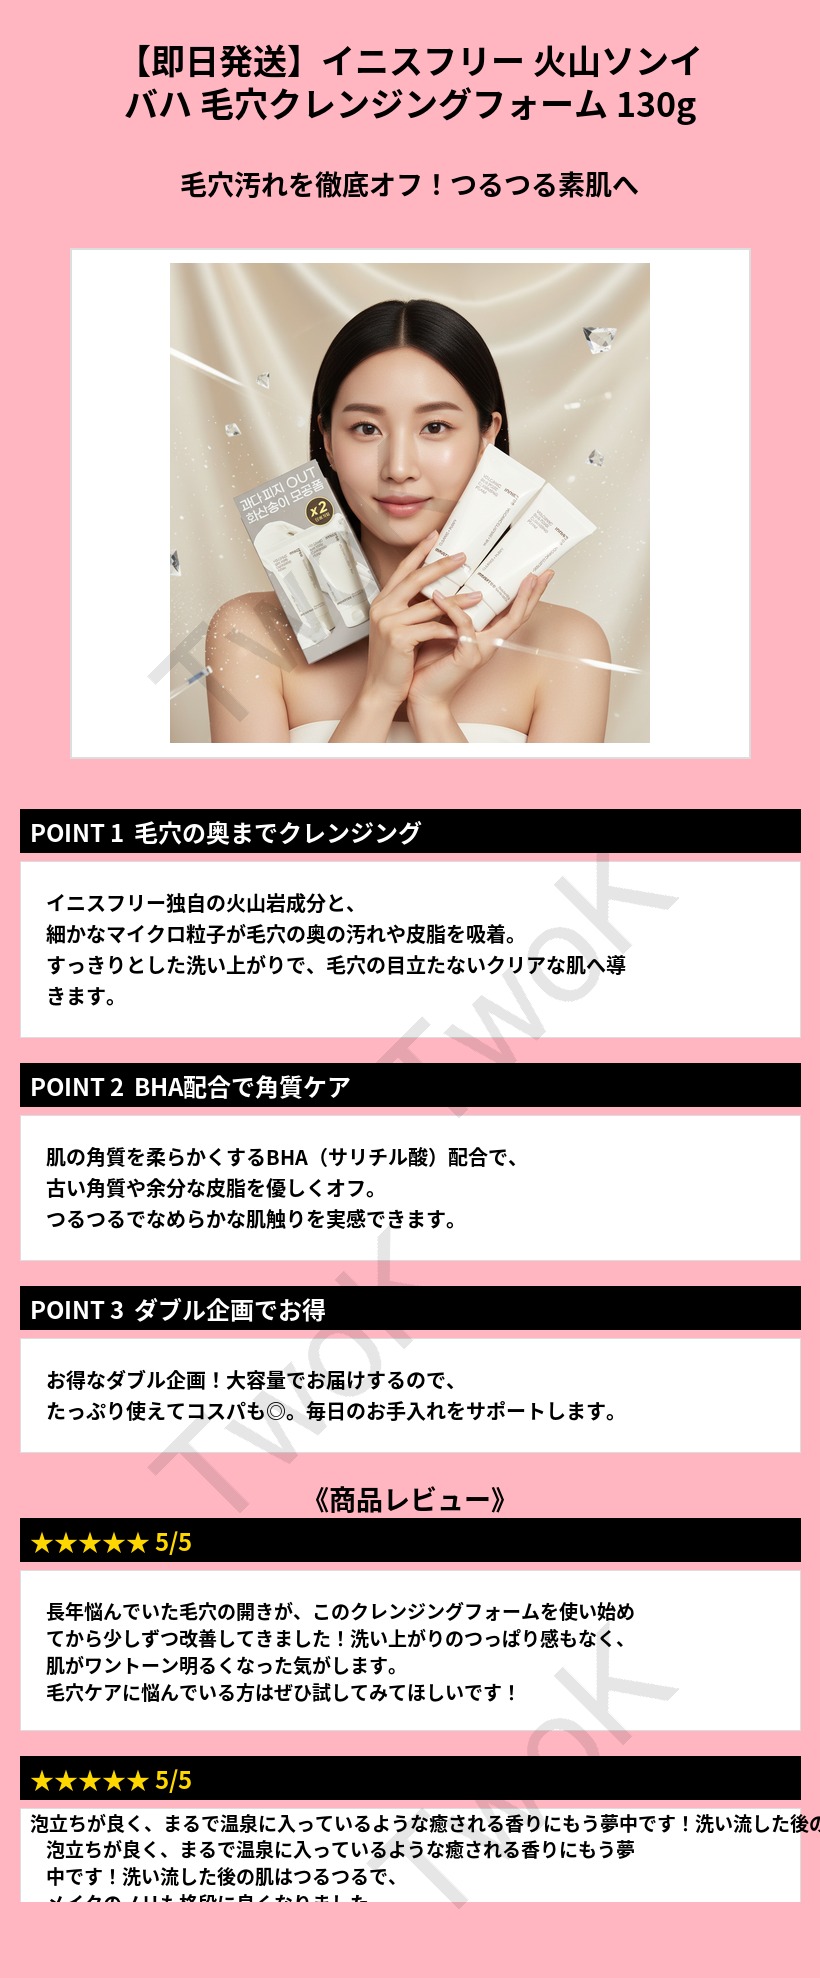 【即日発送】イニスフリー 火山ソンイ
バハ 毛穴クレンジングフォーム 130g
毛穴汚れを徹底オフ！つるつる素肌へ
과다피지 OUT
화산송이 모공폼
x2
POINT 1 毛穴の奥までクレンジング
イニスフリー独自の火山岩成分と、
細かなマイクロ粒子が毛穴の奥の汚れや皮脂を吸着。
すっきりとした洗い上がりで、毛穴の目立たないクリアな肌へ導
きます。
POINT 2 BHA配合で角質ケア
肌の角質を柔らかくするBHA（サリチル酸）配合で、
古い角質や余分な皮脂を優しくオフ。
つるつるでなめらかな肌触りを実感できます。
POINT 3 ダブル企画でお得
お得なダブル企画！大容量でお届けするので、
たっぷり使えてコスパも◎。毎日のお手入れをサポートします。
《商品レビュー》
★★★★★ 5/5
長年悩んでいた毛穴の開きが、このクレンジングフォームを使い始め
てから少しずつ改善してきました！洗い上がりのつっぱり感もなく、
肌がワントーン明るくなった気がします。
毛穴ケアに悩んでいる方はぜひ試してみてほしいです！
★★★★★ 5/5
泡立ちが良く、まるで温泉に入っているような癒される香りにもう夢中です！洗い流した後の
泡立ちが良く、まるで温泉に入っているような癒される香りにもう夢
中です！洗い流した後の肌はつるつるで、
メイクのノリも格段に良くなりました
TwoK
TwoK
TwoK
TwoK